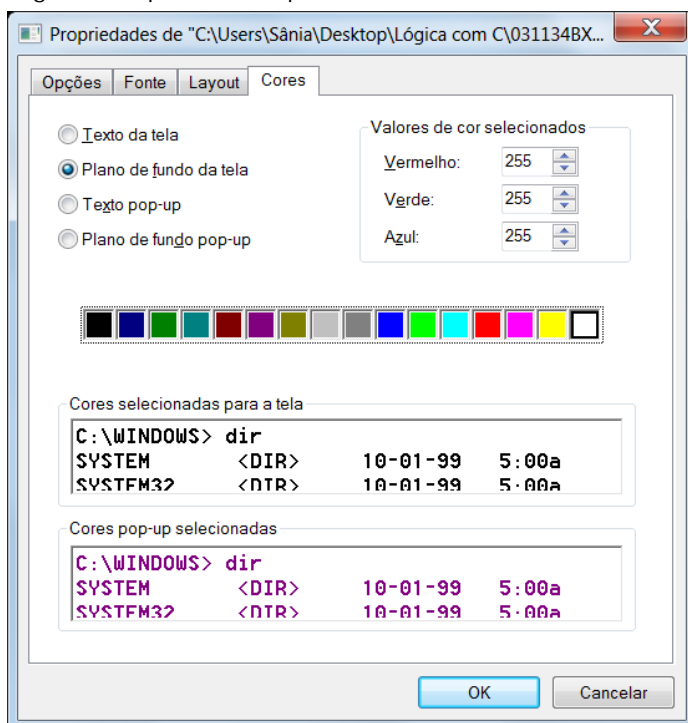 Propriedades de "C:\Users\Sânia\Desktop\Lógica com C\031134BX...
X
Opções Fonte Layout Cores
Texto da tela
Plano de fundo da tela
Texto pop-up
Plano de fundo pop-up
Valores de cor selecionados
Vermelho: 255
Verde: 255
Azul: 255
Cores selecionadas para a tela
C:\WINDOWS> dir
SYSTEM <DIR> 10-01-99 5:00a
SYSTEM32 <DIR> 10-01-99 5:00a
Cores pop-up selecionadas
C:\WINDOWS> dir
SYSTEM <DIR> 10-01-99 5:00a
SYSTEM32 <DIR> 10-01-99 5:00a
OK Cancelar